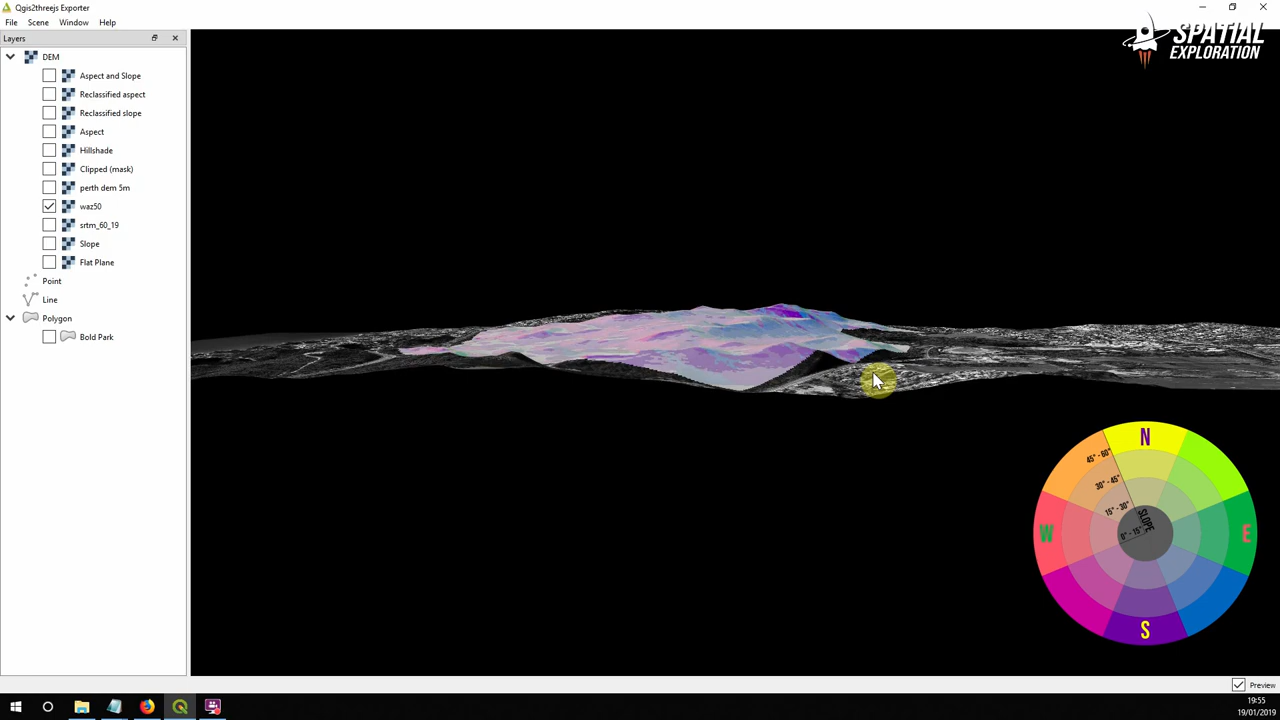 Qgis2threejs Exporter
File Scene Window Help
SPATIAL
EXPLORATION
Layers
DEM
Aspect and Slope
Reclassified aspect
Reclassified slope
Aspect
Hillshade
Clipped (mask)
perth dem 5m
waz50
srtm_60_19
Slope
Flat Plane
Point
Line
Polygon
Bold Park
N
45° - 60°
30° - 45°
15° - 30°
SLOPE
0° - 15°
W
E
S
Preview
19:55
19/01/2019